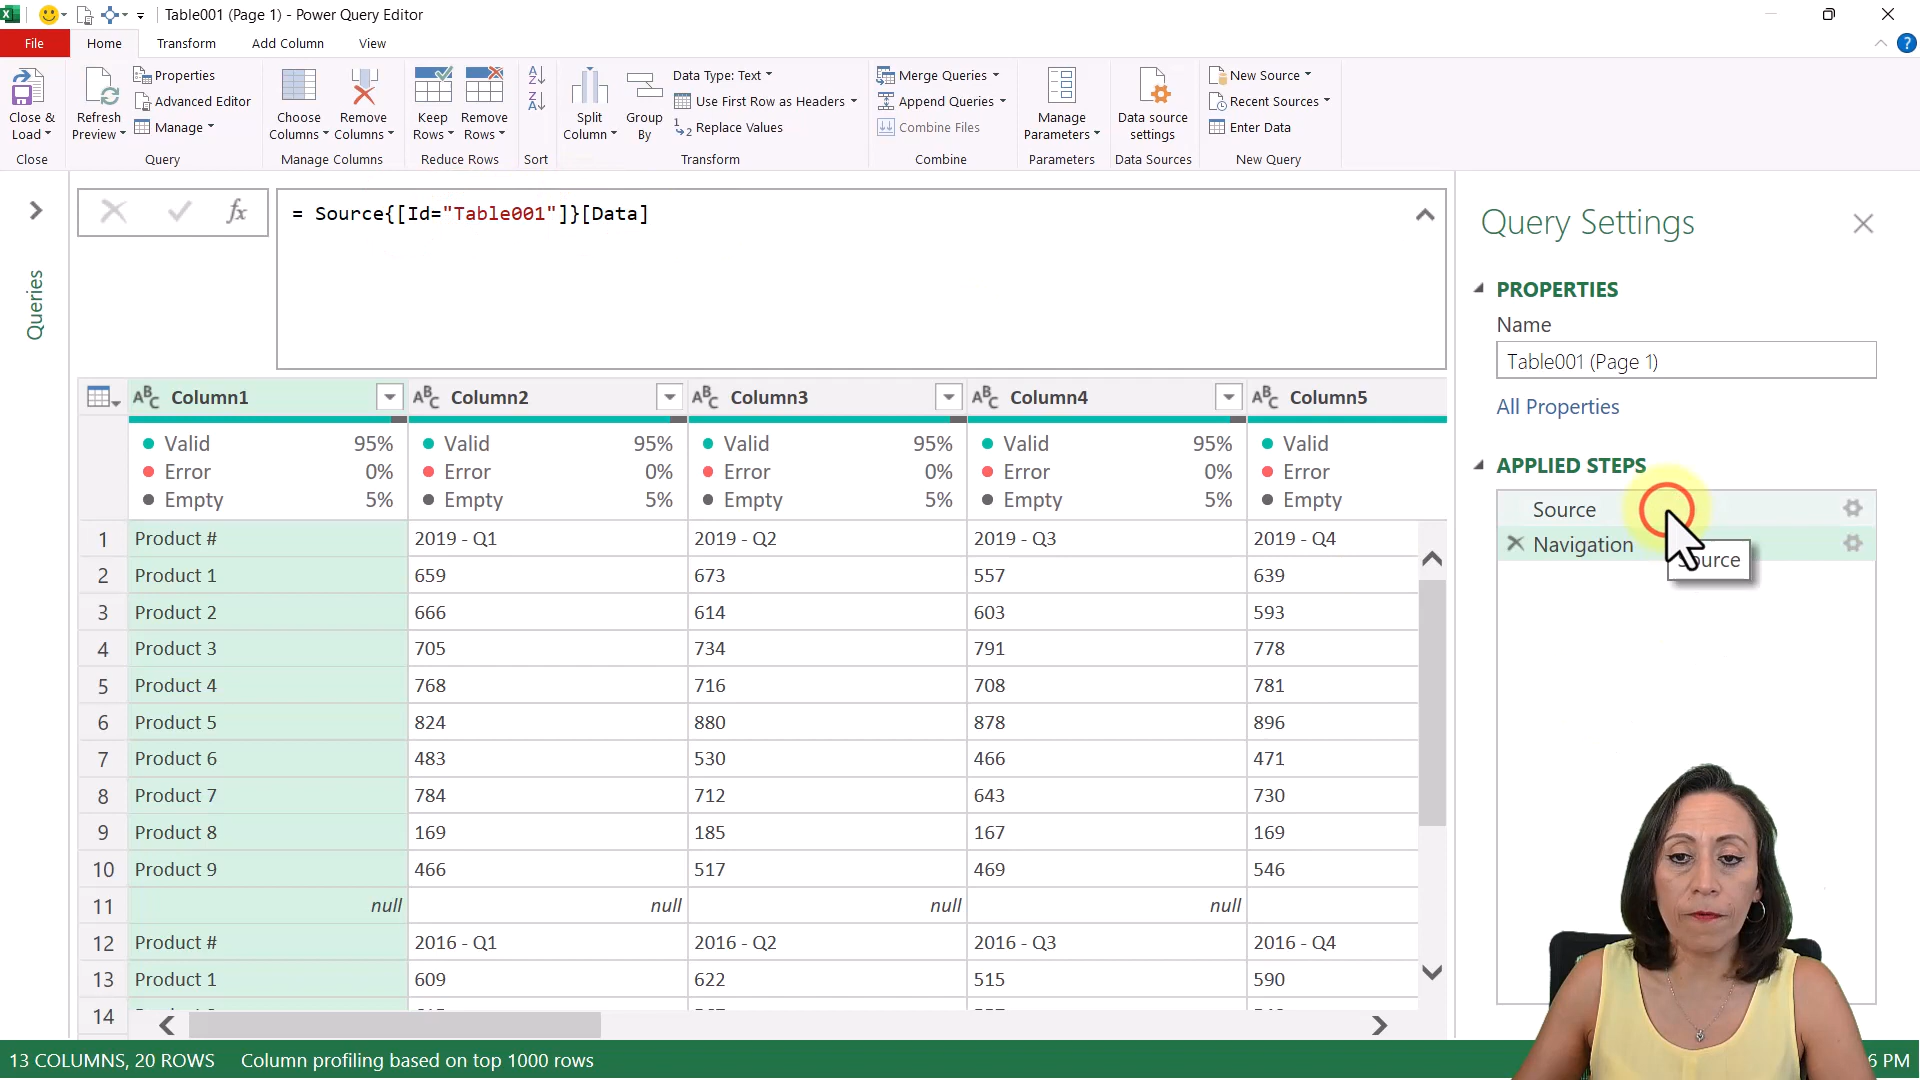 Table001 (Page 1) - Power Query Editor
File Home Transform Add Column View
Close & Load
Close
Refresh Preview
Properties
Advanced Editor
Manage
Query
Choose Columns
Remove Columns
Manage Columns
Keep Rows
Remove Rows
Reduce Rows
Sort
Split Column
Group By
Data Type: Text
Use First Row as Headers
Replace Values
Transform
Merge Queries
Append Queries
Combine Files
Combine
Manage Parameters
Parameters
Data source settings
Data Sources
New Source
Recent Sources
Enter Data
New Query
Queries
fx
= Source{[Id="Table001"]}[Data]
Column1 Column2 Column3 Column4 Column5
Valid 95% Valid 95% Valid 95% Valid 95% Valid
Error 0% Error 0% Error 0% Error 0% Error
Empty 5% Empty 5% Empty 5% Empty 5% Empty
1 Product # 2019 - Q1 2019 - Q2 2019 - Q3 2019 - Q4
2 Product 1 659 673 557 639
3 Product 2 666 614 603 593
4 Product 3 705 734 791 778
5 Product 4 768 716 708 781
6 Product 5 824 880 878 896
7 Product 6 483 530 466 471
8 Product 7 784 712 643 730
9 Product 8 169 185 167 169
10 Product 9 466 517 469 546
11 null null null null
12 Product # 2016 - Q1 2016 - Q2 2016 - Q3 2016 - Q4
13 Product 1 609 622 515 590
14
Query Settings
PROPERTIES
Name
Table001 (Page 1)
All Properties
APPLIED STEPS
Source
Navigation
13 COLUMNS, 20 ROWS Column profiling based on top 1000 rows
6 PM